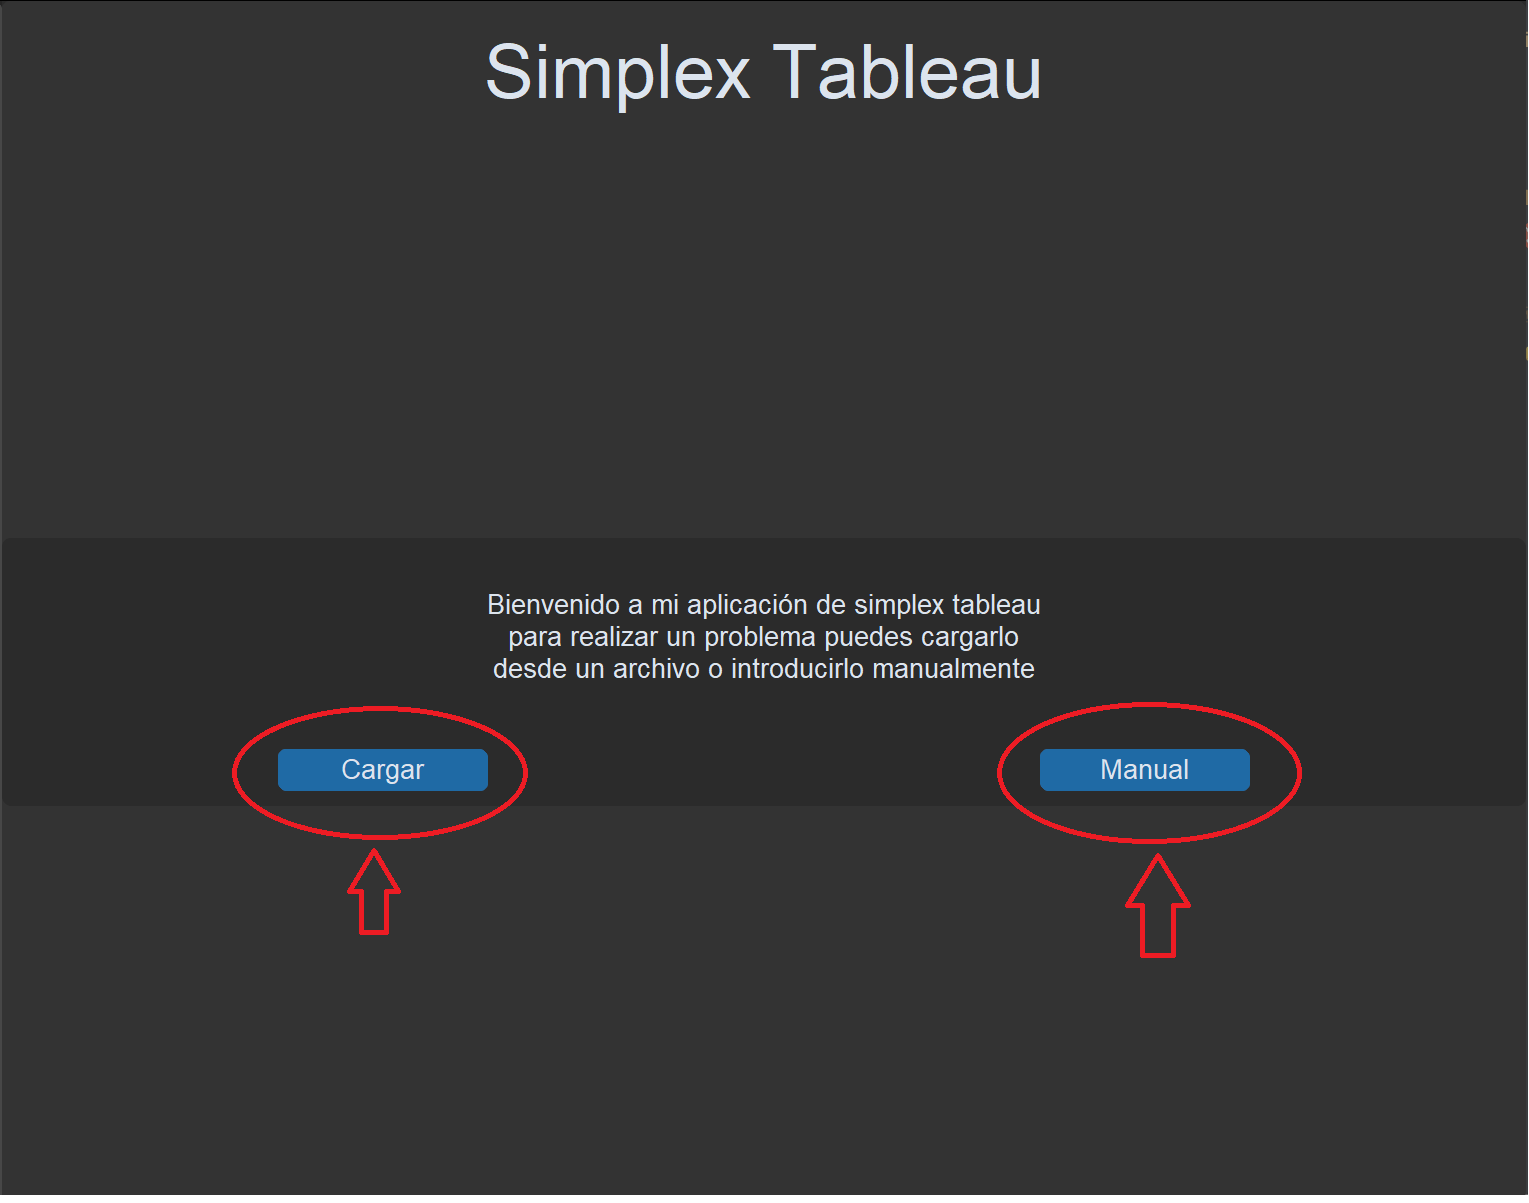 Simplex Tableau
Bienvenido a mi aplicación de simplex tableau
para realizar un problema puedes cargarlo
desde un archivo o introducirlo manualmente
Cargar
Manual